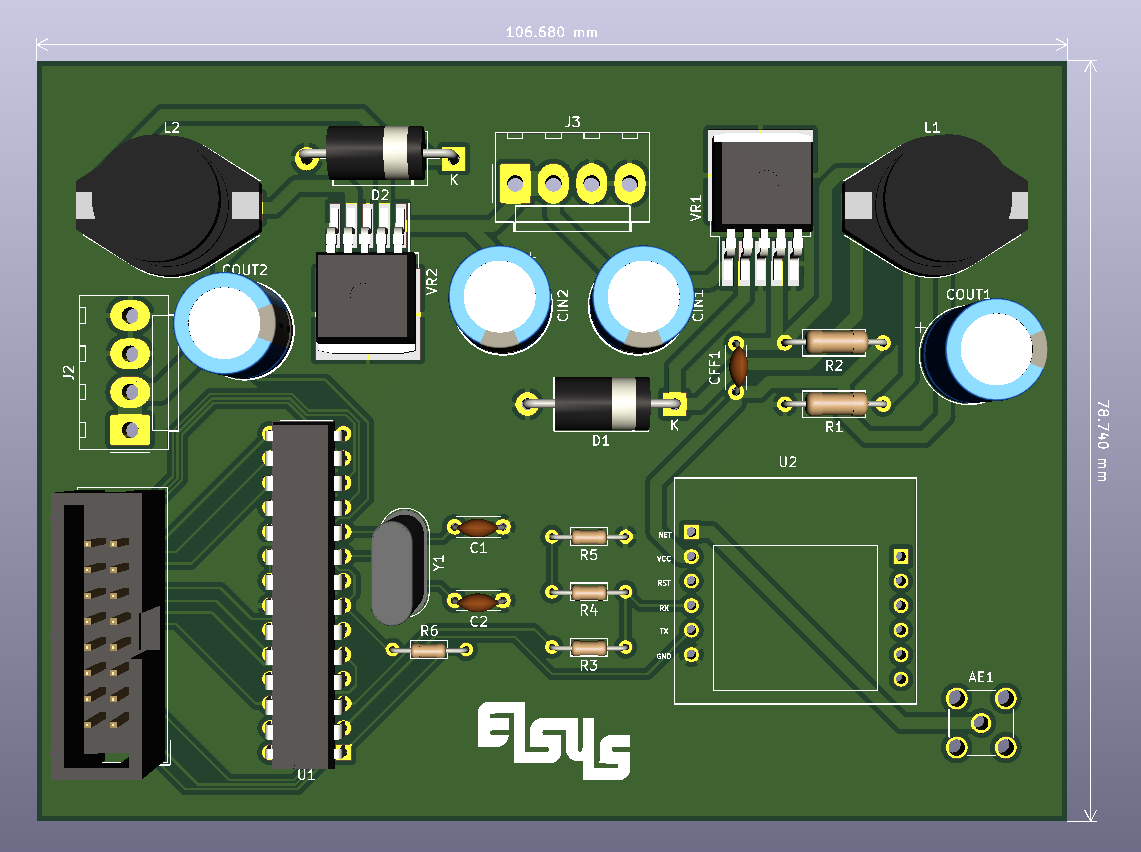 106.680 mm
L2
J3
L1
K
D2
VR1
COUT2
VR2
CIN2
CIN1
COUT1
+
J2
CFF1
R2
D1
K
R1
U2
C1
Y1
R5
NET
VCC
RST
RX
TX
GND
R4
C2
R6
R3
AE1
ELSYS
U1
78.740 mm